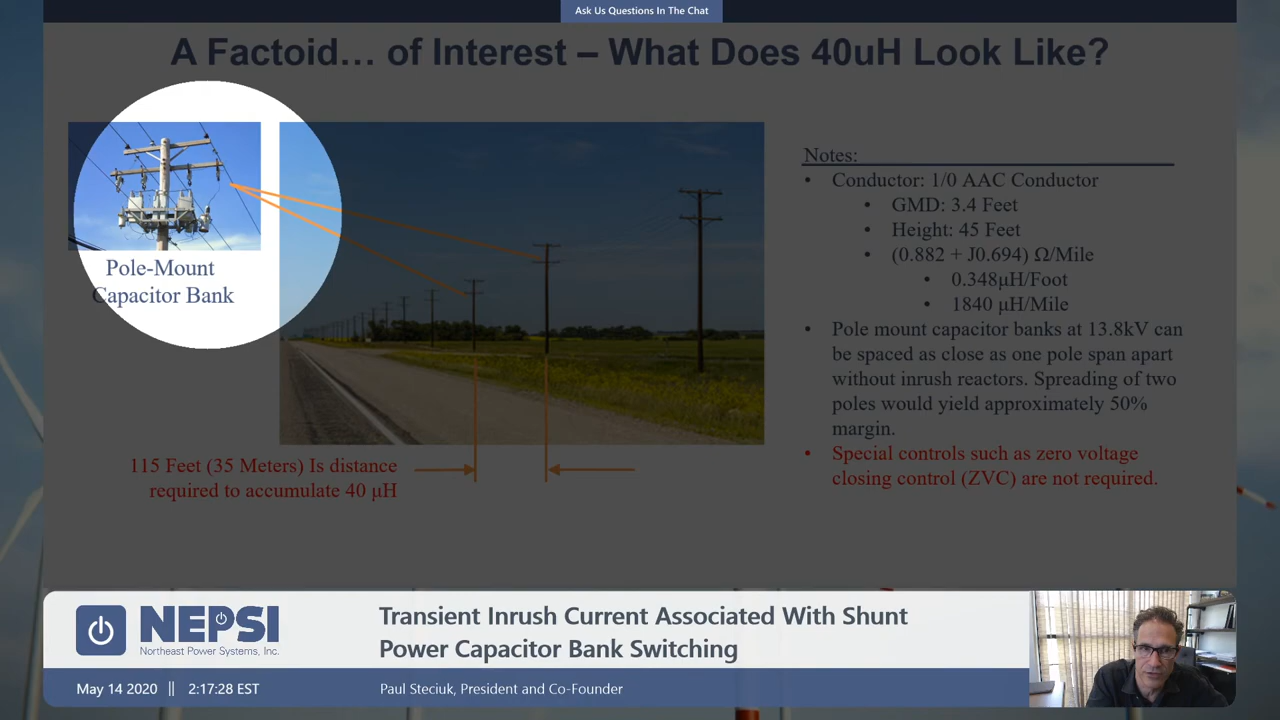 Ask Us Questions In The Chat
A Factoid… of Interest – What Does 40uH Look Like?
Pole-Mount
Capacitor Bank
115 Feet (35 Meters) Is distance
required to accumulate 40 μH
Notes:
• Conductor: 1/0 AAC Conductor
• GMD: 3.4 Feet
• Height: 45 Feet
• (0.882 + J0.694) Ω/Mile
• 0.348μH/Foot
• 1840 μH/Mile
• Pole mount capacitor banks at 13.8kV can
be spaced as close as one pole span apart
without inrush reactors. Spreading of two
poles would yield approximately 50%
margin.
• Special controls such as zero voltage
closing control (ZVC) are not required.
NEPSI
Northeast Power Systems, Inc.
Transient Inrush Current Associated With Shunt
Power Capacitor Bank Switching
May 14 2020 || 2:17:28 EST
Paul Steciuk, President and Co-Founder